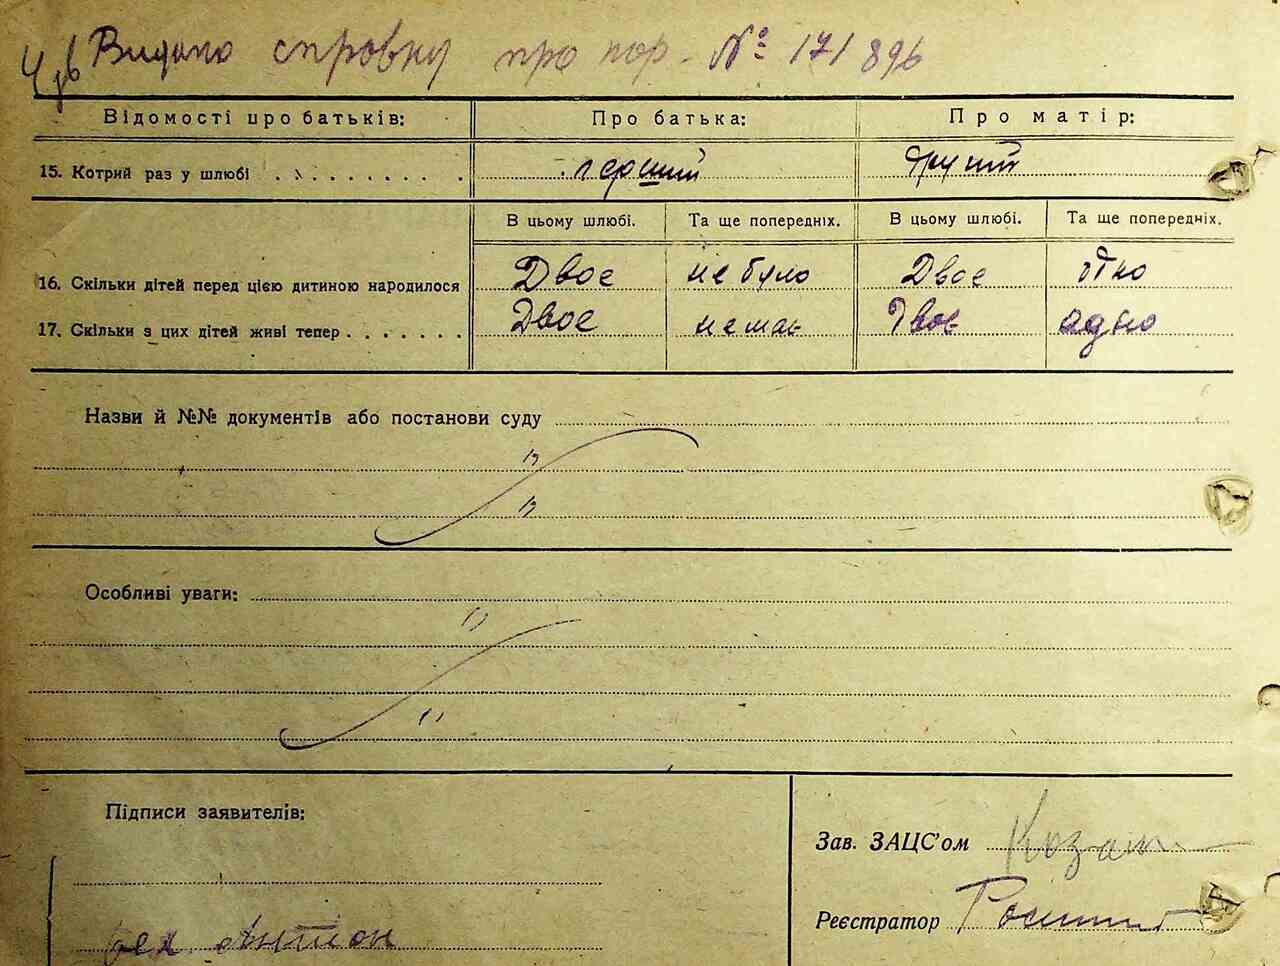 Видано справку про нор. № 171896
Відомості про батьків: Про батька: Про матір:
15. Котрий раз у шлюбі . . . . . . . . . перший
В цьому шлюбі. Та ще попередніх. В цьому шлюбі. Та ще попередніх.
16. Скільки дітей перед цією дитиною народилося Двоє не було Двоє
17. Скільки з цих дітей живі тепер . . . . . . . Двоє немає Двоє одно
Назви й №№ документів або постанови суду
"
"
Особливі уваги:
"
"
Підписи заявителів:
Зав. ЗАЦС'ом
Реєстратор
Антон